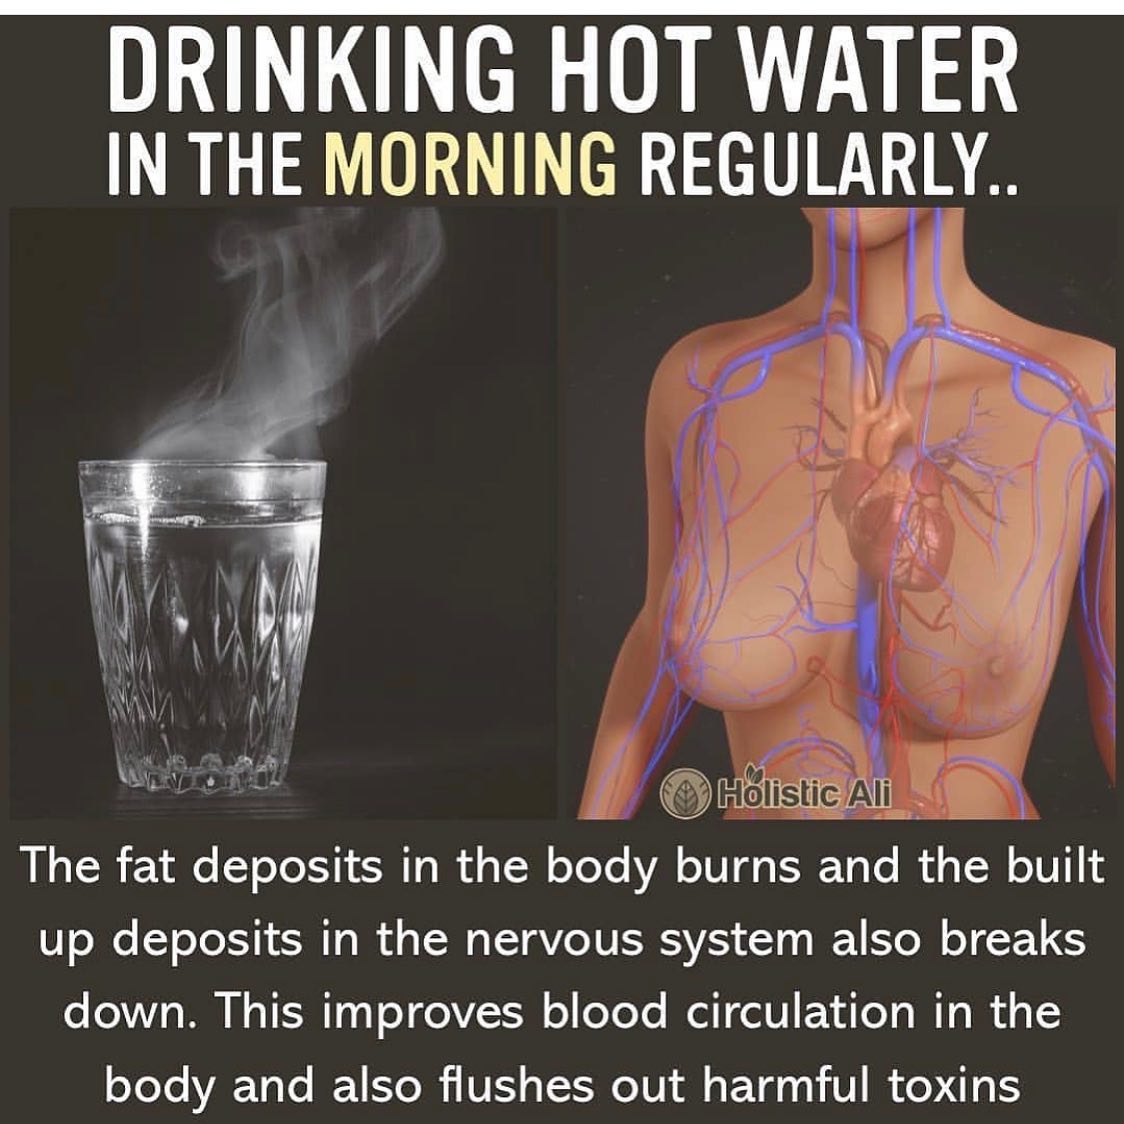 DRINKING HOT WATER
IN THE MORNING REGULARLY..
Holistic Ali
The fat deposits in the body burns and the built
up deposits in the nervous system also breaks
down. This improves blood circulation in the
body and also flushes out harmful toxins